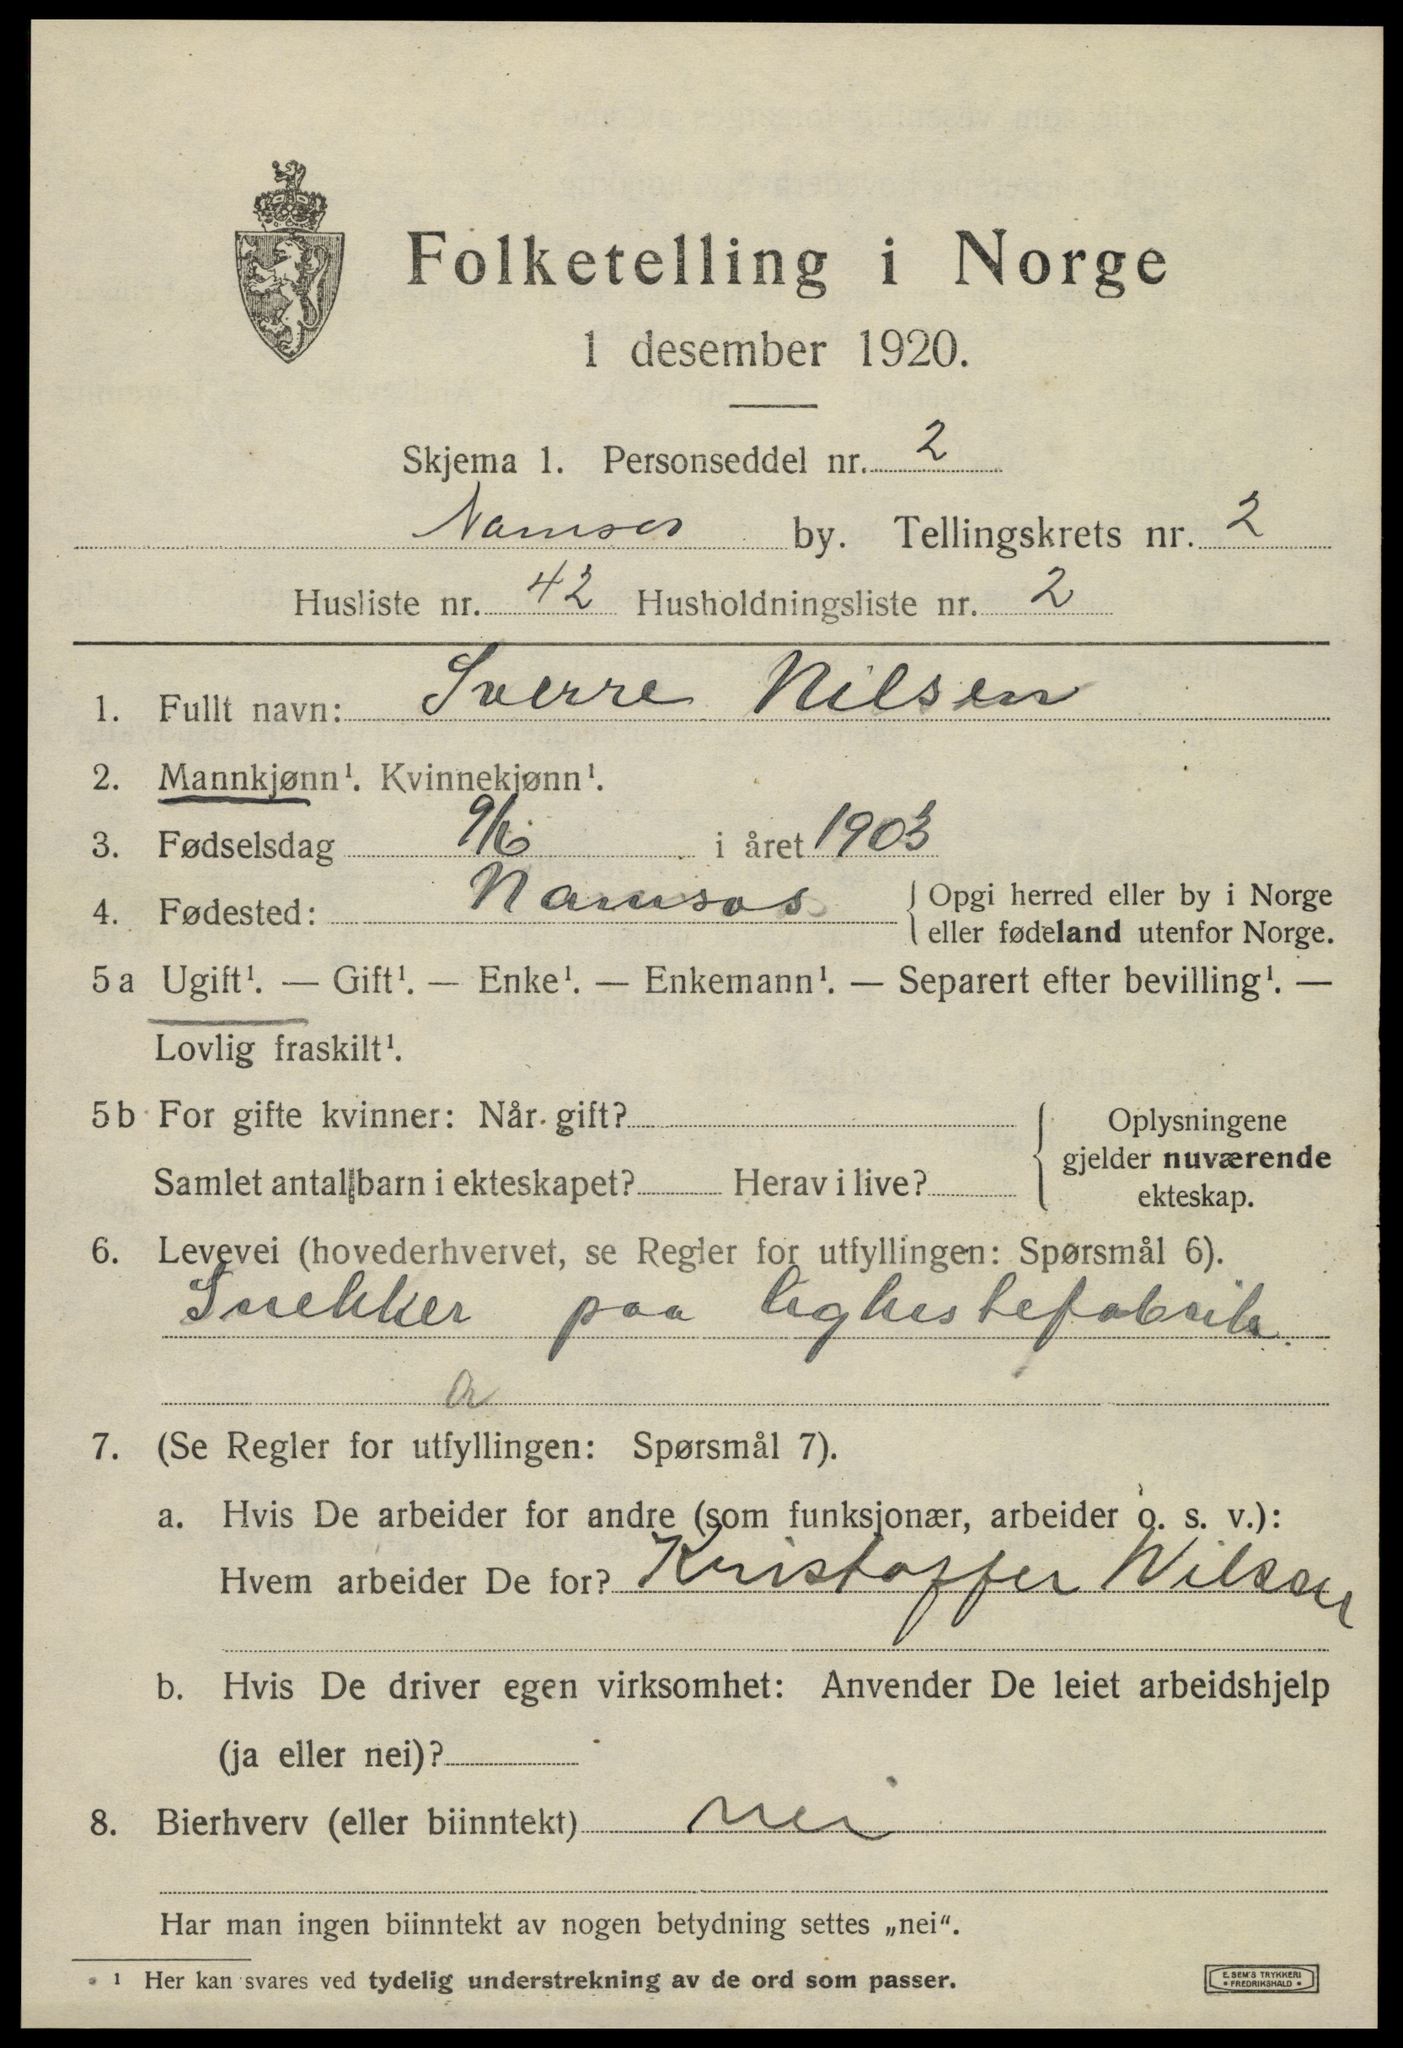 Folketelling i Norge
1 desember 1920.
Skjema 1. Personseddel nr. 2
Namsos by. Tellingskrets nr. 2
Husliste nr. 42 Husholdningsliste nr. 2
1. Fullt navn: Sverre Nilsen
2. Mannkjønn¹. Kvinnekjønn¹.
3. Fødselsdag 9/6 i året 1903
4. Fødested: Namsos { Opgi herred eller by i Norge
eller fødeland utenfor Norge.
5a Ugift¹. — Gift¹. — Enke¹. — Enkemann¹. — Separert efter bevilling¹. —
Lovlig fraskilt¹.
5b For gifte kvinner: Når gift? { Oplysningene
gjelder nuværende
ekteskap.
Samlet antall barn i ekteskapet? Herav i live?
6. Levevei (hovederhvervet, se Regler for utfyllingen: Spørsmål 6).
Snekker paa lighestefabrik
a
7. (Se Regler for utfyllingen: Spørsmål 7).
a. Hvis De arbeider for andre (som funksjonær, arbeider o. s. v.):
Hvem arbeider De for? Kristoffer Nilsen
b. Hvis De driver egen virksomhet: Anvender De leiet arbeidshjelp
(ja eller nei)?
8. Bierhverv (eller biinntekt) nei
Har man ingen biinntekt av nogen betydning settes „nei“.
¹ Her kan svares ved tydelig understrekning av de ord som passer.
E. SEM'S TRYKKERI
• FREDRIKSHALD •